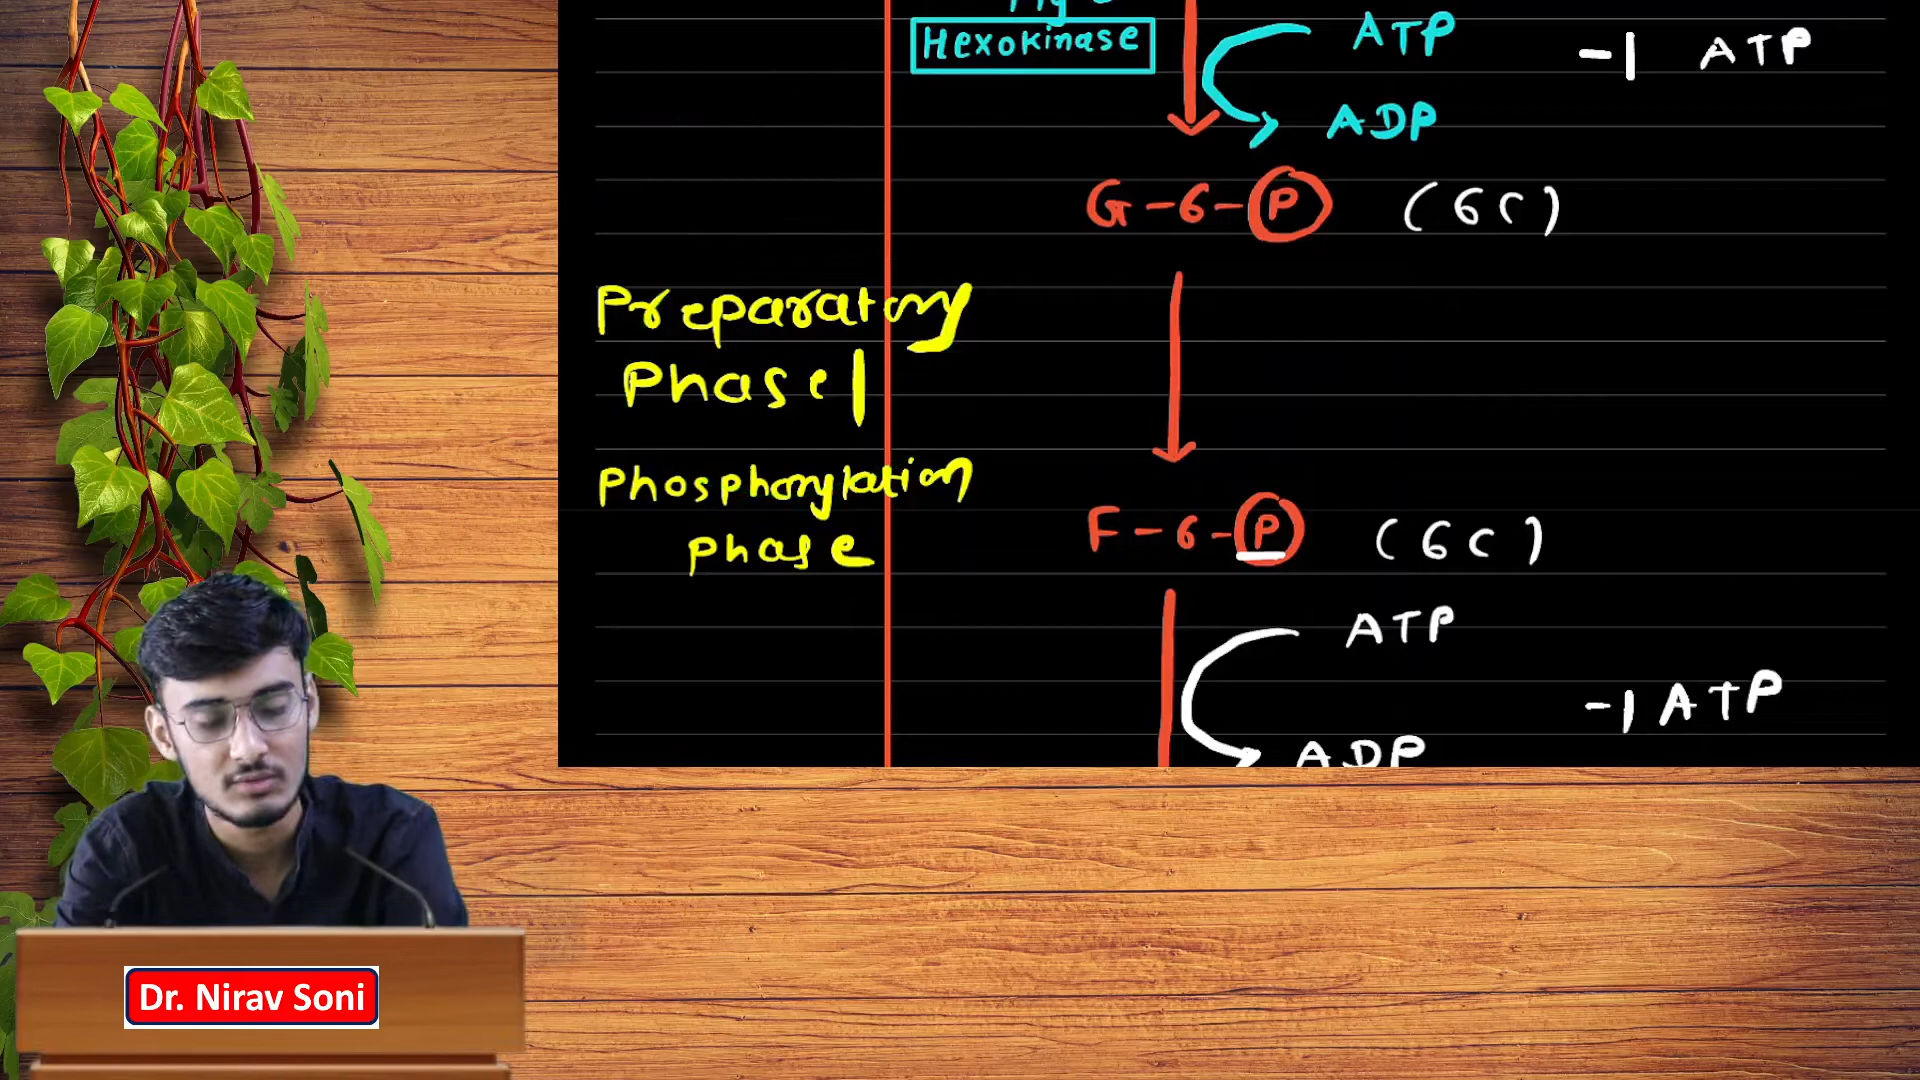 Hexokinase
ATP
-1 ATP
ADP
G-6-P (6C)
Preparatory
Phase |
Phosphorylation
phase
F-6-P (6C)
ATP
-1 ATP
ADP
Dr. Nirav Soni